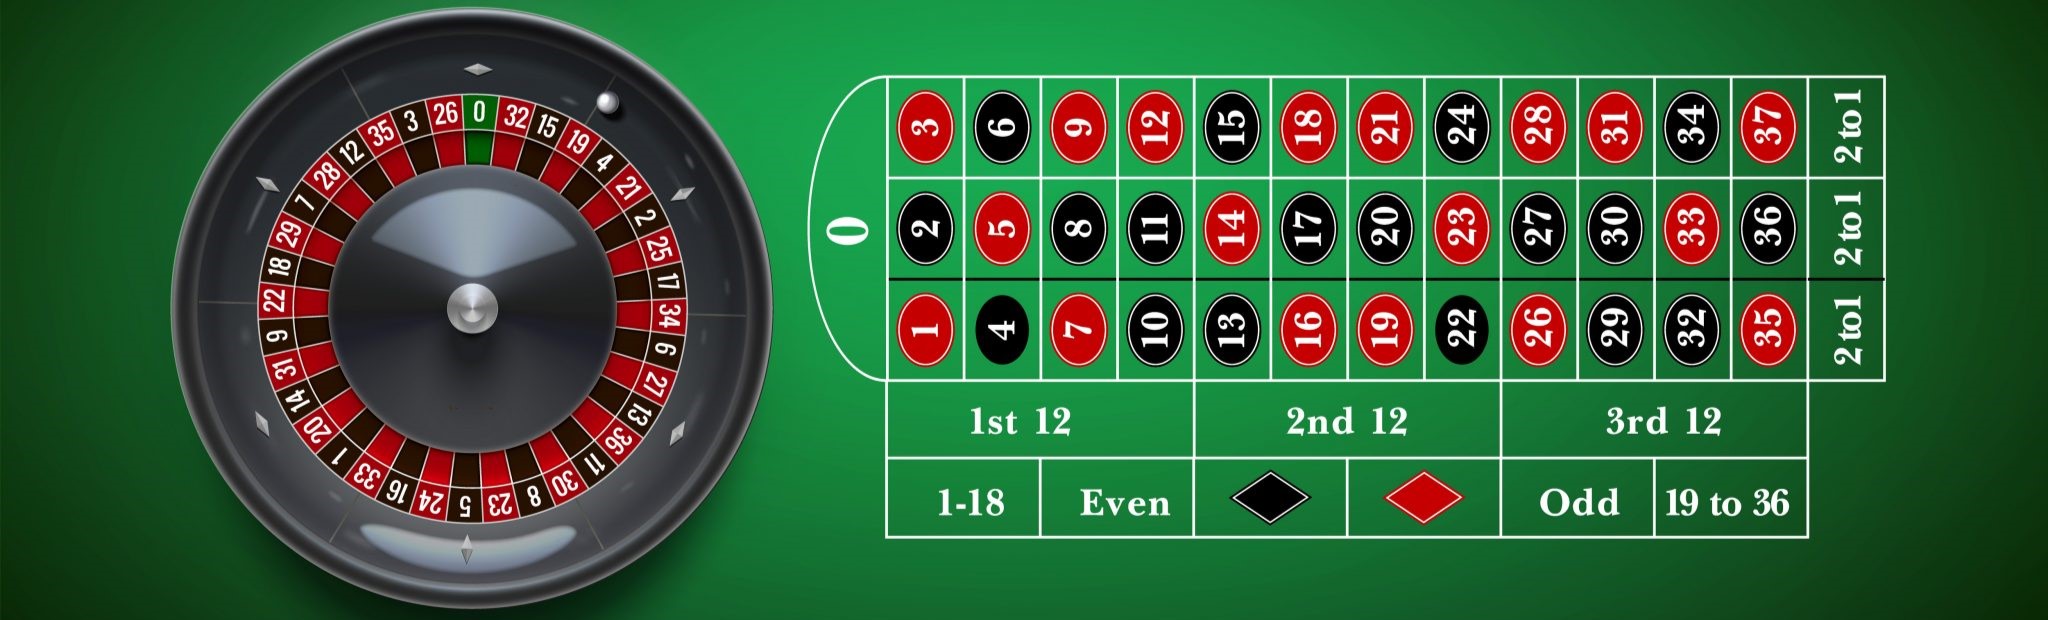 0 32 15 19 4 21 2 25 17 34 6 27 13 36 11 30 8 23 5 24 16 33 1 20 14 31 9 22 18 29 7 28 12 35 3 26
0
3 6 9 12 15 18 21 24 28 31 34 37 2 to 1
2 5 8 11 14 17 20 23 27 30 33 36 2 to 1
1 4 7 10 13 16 19 22 26 29 32 35 2 to 1
1st 12 2nd 12 3rd 12
1-18 Even Odd 19 to 36